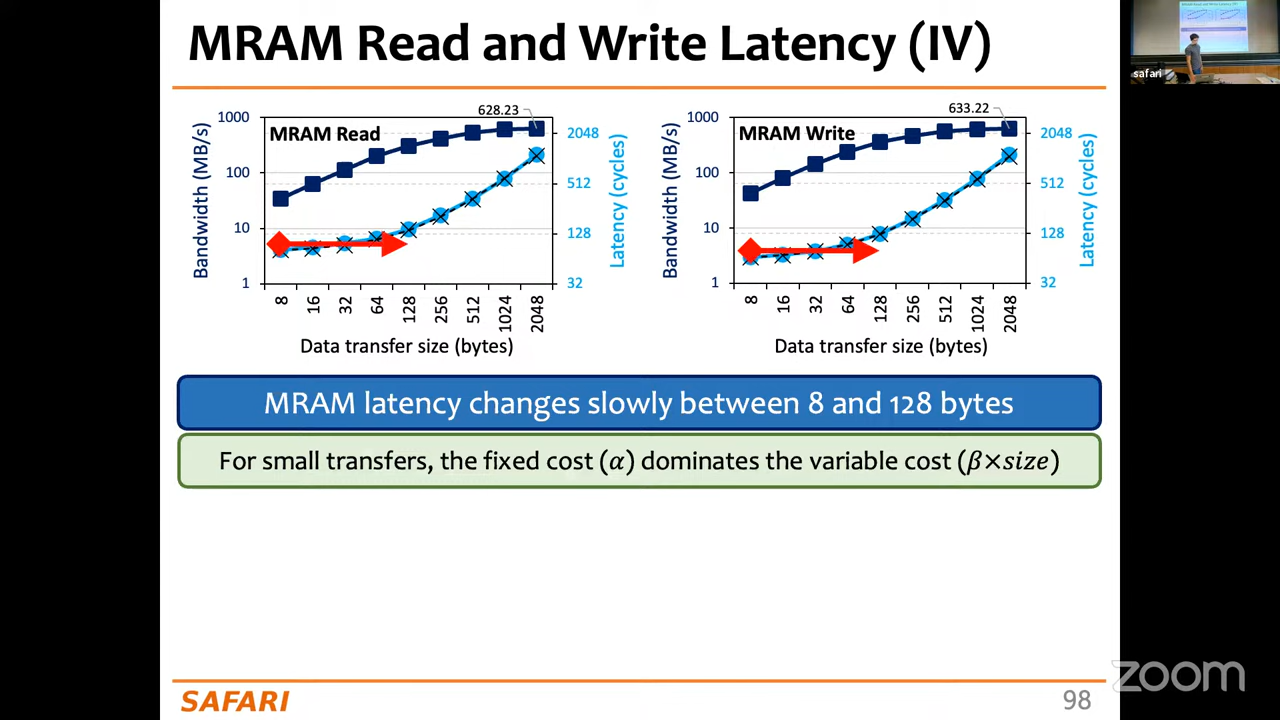 MRAM Read and Write Latency (IV)
safari
628.23
MRAM Read
Bandwidth (MB/s)
1000
100
10
1
2048
512
128
32
Latency (cycles)
8
16
32
64
128
256
512
1024
2048
Data transfer size (bytes)
633.22
MRAM Write
Bandwidth (MB/s)
1000
100
10
1
2048
512
128
32
Latency (cycles)
8
16
32
64
128
256
512
1024
2048
Data transfer size (bytes)
MRAM latency changes slowly between 8 and 128 bytes
For small transfers, the fixed cost (α) dominates the variable cost (β×size)
SAFARI
98
zoom